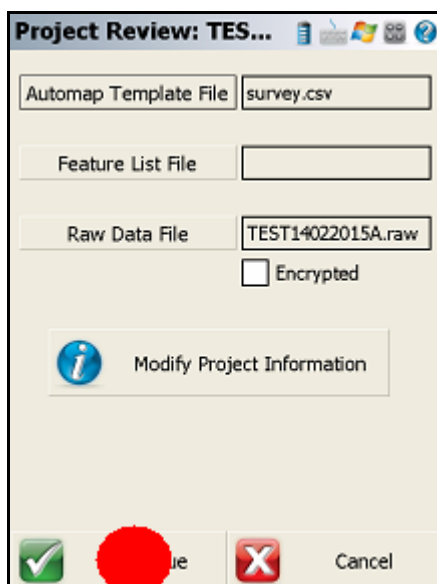 Project Review: TES...
Automap Template File survey.csv
Feature List File
Raw Data File TEST14022015A.raw
Encrypted
Modify Project Information
Cancel